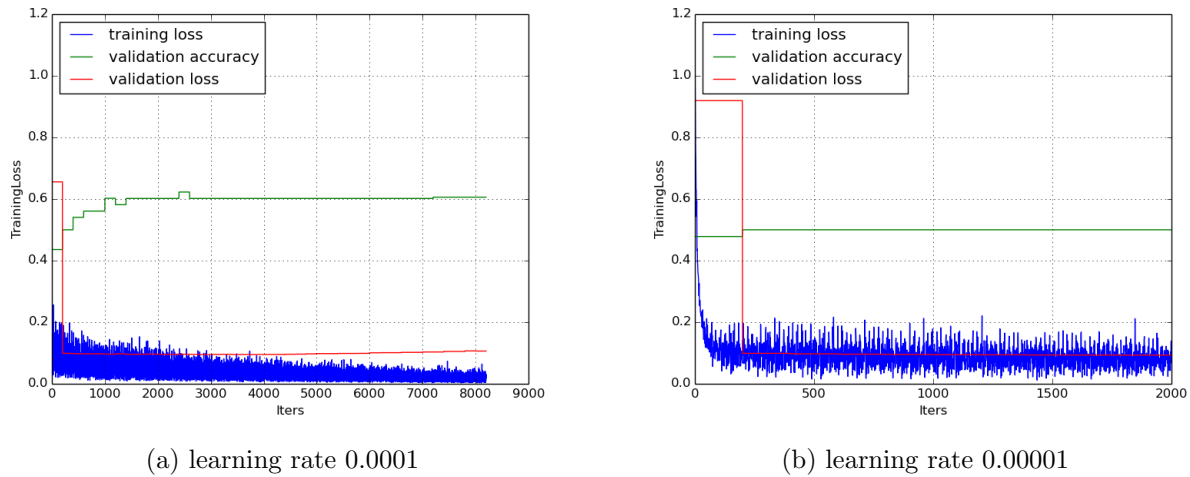 training loss
validation accuracy
validation loss
1.2
1.0
0.8
0.6
0.4
0.2
0.0
TrainingLoss
0 1000 2000 3000 4000 5000 6000 7000 8000 9000
Iters
(a) learning rate 0.0001
training loss
validation accuracy
validation loss
1.2
1.0
0.8
0.6
0.4
0.2
0.0
TrainingLoss
0 500 1000 1500 2000
Iters
(b) learning rate 0.00001